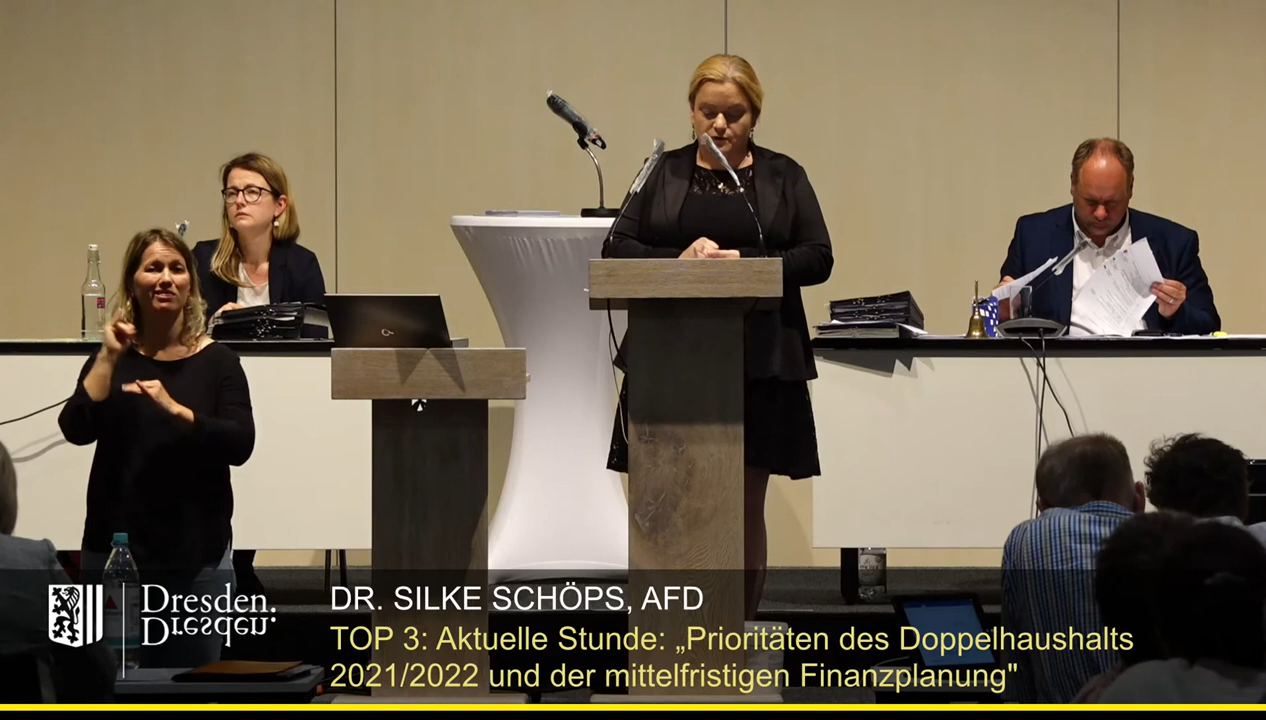 DR. SILKE SCHÖPS, AFD
Dresden.
Dresden.
TOP 3: Aktuelle Stunde: „Prioritäten des Doppelhaushalts
2021/2022 und der mittelfristigen Finanzplanung"